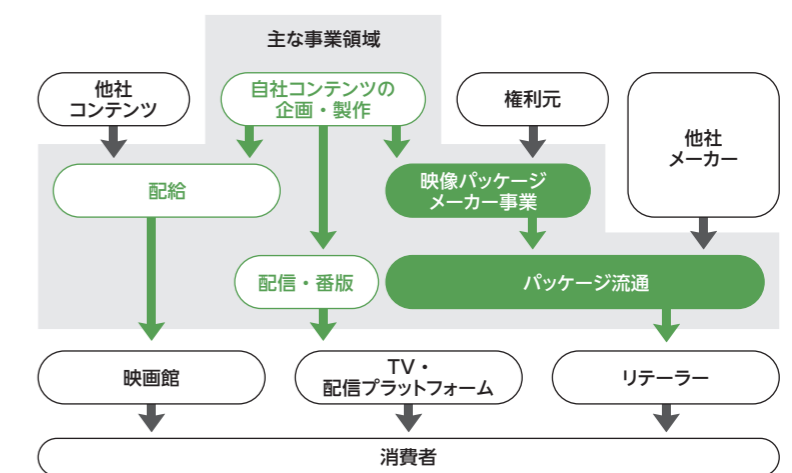 主な事業領域
他社
コンテンツ
自社コンテンツの
企画・製作
権利元
他社
メーカー
配給
映像パッケージ
メーカー事業
配信・番販
パッケージ流通
映画館
TV・
配信プラットフォーム
リテーラー
消費者